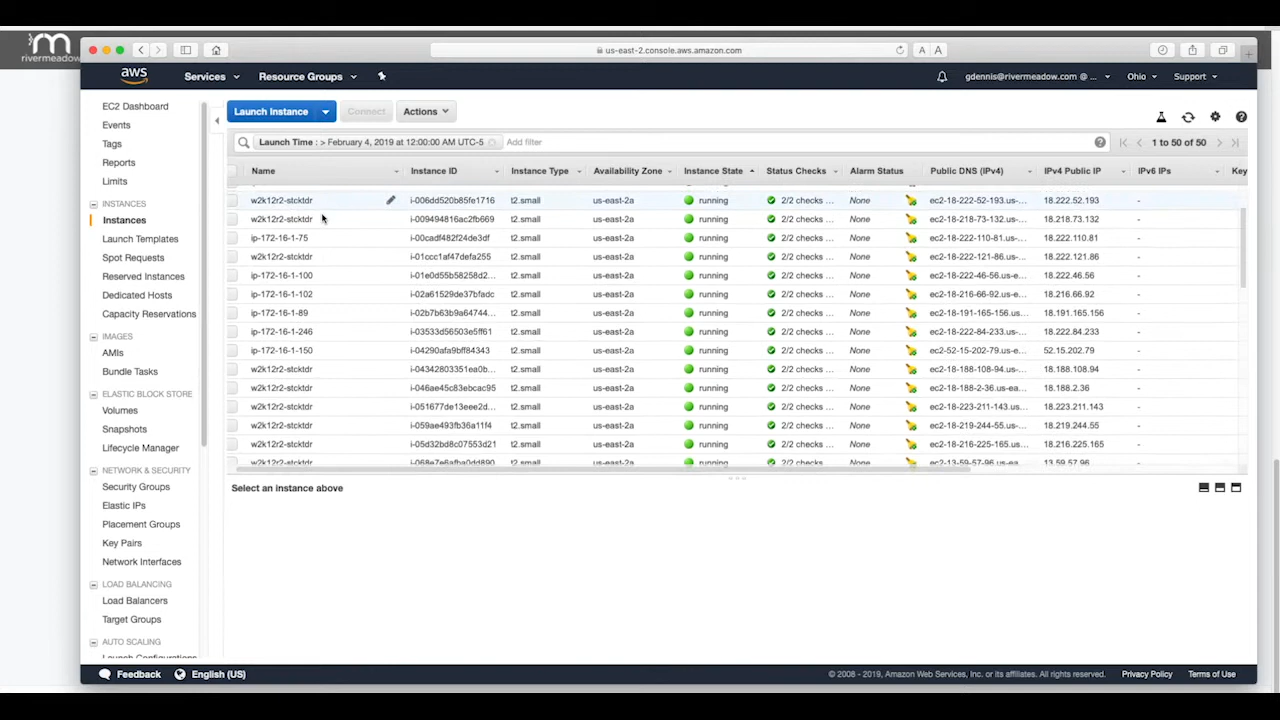 rivermeadow
us-east-2.console.aws.amazon.com
A A
aws Services Resource Groups gdennis@rivermeadow.com @ ... Ohio Support
EC2 Dashboard
Events
Tags
Reports
Limits
INSTANCES
Instances
Launch Templates
Spot Requests
Reserved Instances
Dedicated Hosts
Capacity Reservations
IMAGES
AMIs
Bundle Tasks
ELASTIC BLOCK STORE
Volumes
Snapshots
Lifecycle Manager
NETWORK & SECURITY
Security Groups
Elastic IPs
Placement Groups
Key Pairs
Network Interfaces
LOAD BALANCING
Load Balancers
Target Groups
AUTO SCALING
Launch Configurations
Launch Instance Connect Actions
Launch Time : > February 4, 2019 at 12:00:00 AM UTC-5 Add filter 1 to 50 of 50
Name Instance ID Instance Type Availability Zone Instance State Status Checks Alarm Status Public DNS (IPv4) IPv4 Public IP IPv6 IPs Key
w2k12r2-stcktdr i-006dd520b85fe1716 t2.small us-east-2a running 2/2 checks ... None ec2-18-222-52-193.us-... 18.222.52.193 -
w2k12r2-stcktdr i-009494816ac2fb669 t2.small us-east-2a running 2/2 checks ... None ec2-18-218-73-132.us-... 18.218.73.132 -
ip-172-16-1-75 i-00cadf482f24de3df t2.small us-east-2a running 2/2 checks ... None ec2-18-222-110-81.us-... 18.222.110.81 -
w2k12r2-stcktdr i-01ccc1af47defa255 t2.small us-east-2a running 2/2 checks ... None ec2-18-222-121-86.us-... 18.222.121.86 -
ip-172-16-1-100 i-01e0d55b58258d2... t2.small us-east-2a running 2/2 checks ... None ec2-18-222-46-56.us-e... 18.222.46.56 -
ip-172-16-1-102 i-02a61529de37bfadc t2.small us-east-2a running 2/2 checks ... None ec2-18-216-66-92.us-e... 18.216.66.92 -
ip-172-16-1-89 i-02b7b63b9a64744... t2.small us-east-2a running 2/2 checks ... None ec2-18-191-165-156.us... 18.191.165.156 -
ip-172-16-1-246 i-03533d56503e5ff61 t2.small us-east-2a running 2/2 checks ... None ec2-18-222-84-233.us-... 18.222.84.233 -
ip-172-16-1-150 i-04290afa9bff84343 t2.small us-east-2a running 2/2 checks ... None ec2-52-15-202-79.us-e... 52.15.202.79 -
w2k12r2-stcktdr i-04342803351ea0b... t2.small us-east-2a running 2/2 checks ... None ec2-18-188-108-94.us-... 18.188.108.94 -
w2k12r2-stcktdr i-046ae45c83ebcac95 t2.small us-east-2a running 2/2 checks ... None ec2-18-188-2-36.us-ea... 18.188.2.36 -
w2k12r2-stcktdr i-051677de13eee2d... t2.small us-east-2a running 2/2 checks ... None ec2-18-223-211-143.us... 18.223.211.143 -
w2k12r2-stcktdr i-059ae493fb36a11f4 t2.small us-east-2a running 2/2 checks ... None ec2-18-219-244-55.us-... 18.219.244.55 -
w2k12r2-stcktdr i-05d32bd8c07553d21 t2.small us-east-2a running 2/2 checks ... None ec2-18-216-225-165.us... 18.216.225.165 -
w2k12r2-stcktdr i-068e7e6afba0dd890 t2.small us-east-2a running 2/2 checks ... None ec2-13-59-57-96.us-ea... 13.59.57.96 -
Select an instance above
Feedback English (US) © 2008 - 2019, Amazon Web Services, Inc. or its affiliates. All rights reserved. Privacy Policy Terms of Use